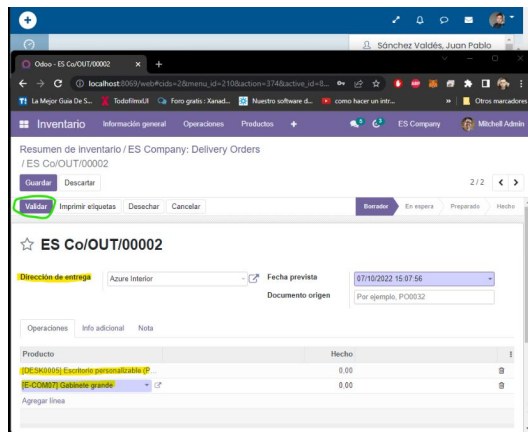 Sánchez Valdés, Juan Pablo
Odoo - ES Co/OUT/00002
localhost:8069/web#cids=2&menu_id=210&action=374&active_id=8...
La Mejor Guia De S... TodofilmxUI Foro gratis : Xanad... Nuestro software d... como hacer un intr... » Otros marcadores
Inventario Información general Operaciones Productos + 5 3 ES Company Mitchell Admin
Resumen de inventario / ES Company: Delivery Orders
/ ES Co/OUT/00002
Guardar Descartar 2 / 2
Validar Imprimir etiquetas Desechar Cancelar Borrador En espera Preparado Hecho
ES Co/OUT/00002
Dirección de entrega Azure Interior Fecha prevista 07/10/2022 15:07:56
Documento origen Por ejemplo, PO0032
Operaciones Info adicional Nota
Producto Hecho
[DESK0005] Escritorio personalizable (P... 0,00
[E-COM07] Gabinete grande 0,00
Agregar línea